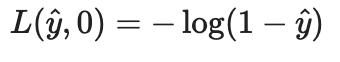 L(ŷ, 0) = − log(1 − ŷ)